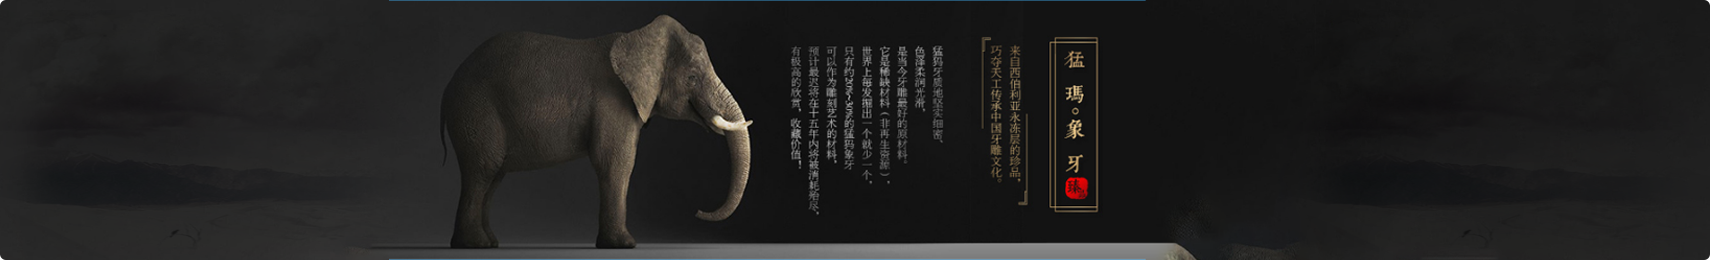 猛瑪。象牙
臻
来自西伯利亚永冻层的珍品，
巧夺天工传承中国牙雕文化。
猛犸牙质地坚实细密、
色泽柔润光滑，
是当今牙雕最好的原材料。
它是稀缺材料（非再生资源），
世界上每发掘出一个就少一个，
只有约20%~30%的猛犸象牙
可以作为雕刻艺术的材料，
预计最迟将在十五年内将被消耗殆尽，
有极高的欣赏，收藏价值！